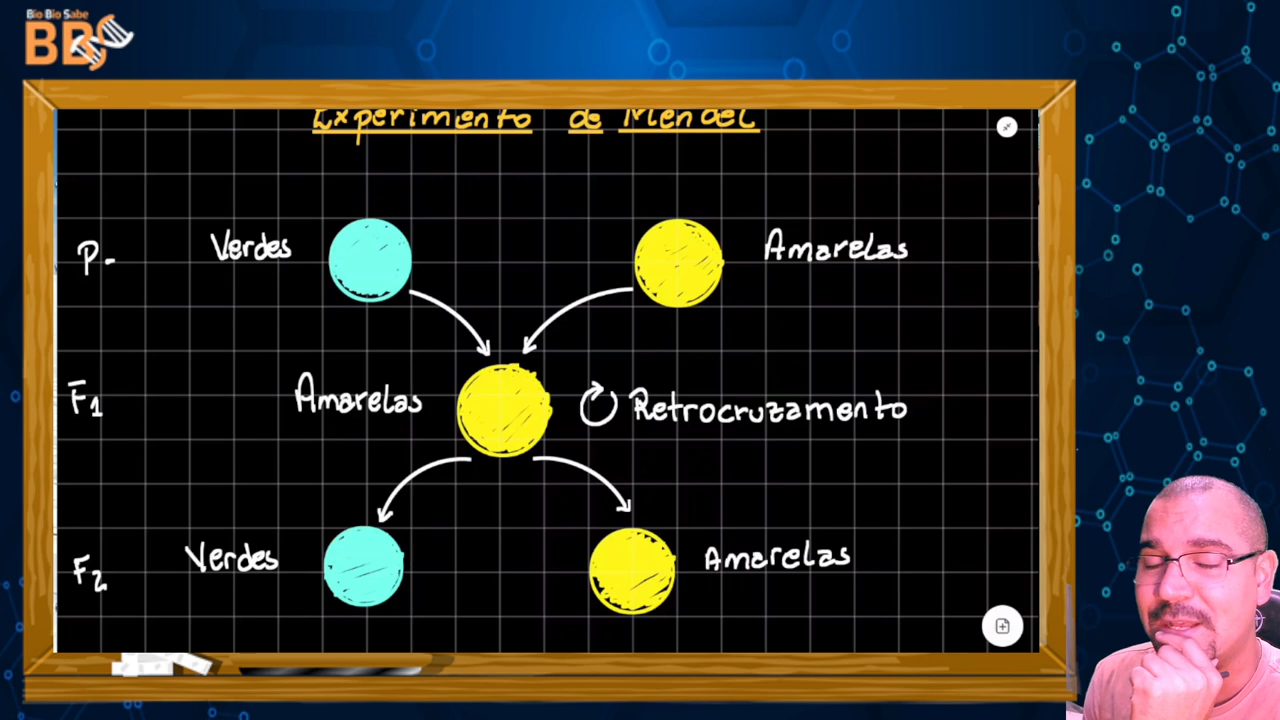 Bio Bio Sabe
BBS
Experimento de Mendel
P- Verdes Amarelas
F1 Amarelas Retrocruzamento
F2 Verdes Amarelas